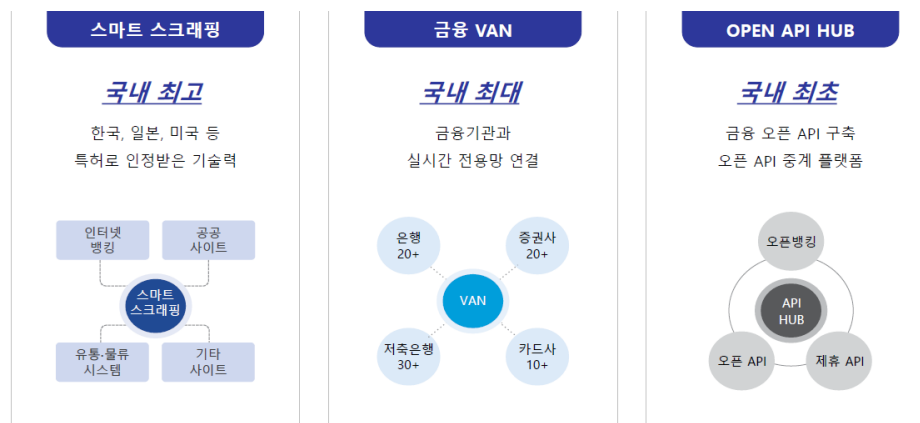 스마트 스크래핑
국내 최고
한국, 일본, 미국 등
특허로 인정받은 기술력
인터넷
뱅킹
공공
사이트
스마트
스크래핑
유통·물류
시스템
기타
사이트
금융 VAN
국내 최대
금융기관과
실시간 전용망 연결
은행
20+
증권사
20+
VAN
저축은행
30+
카드사
10+
OPEN API HUB
국내 최초
금융 오픈 API 구축
오픈 API 중계 플랫폼
오픈뱅킹
API
HUB
오픈 API
제휴 API